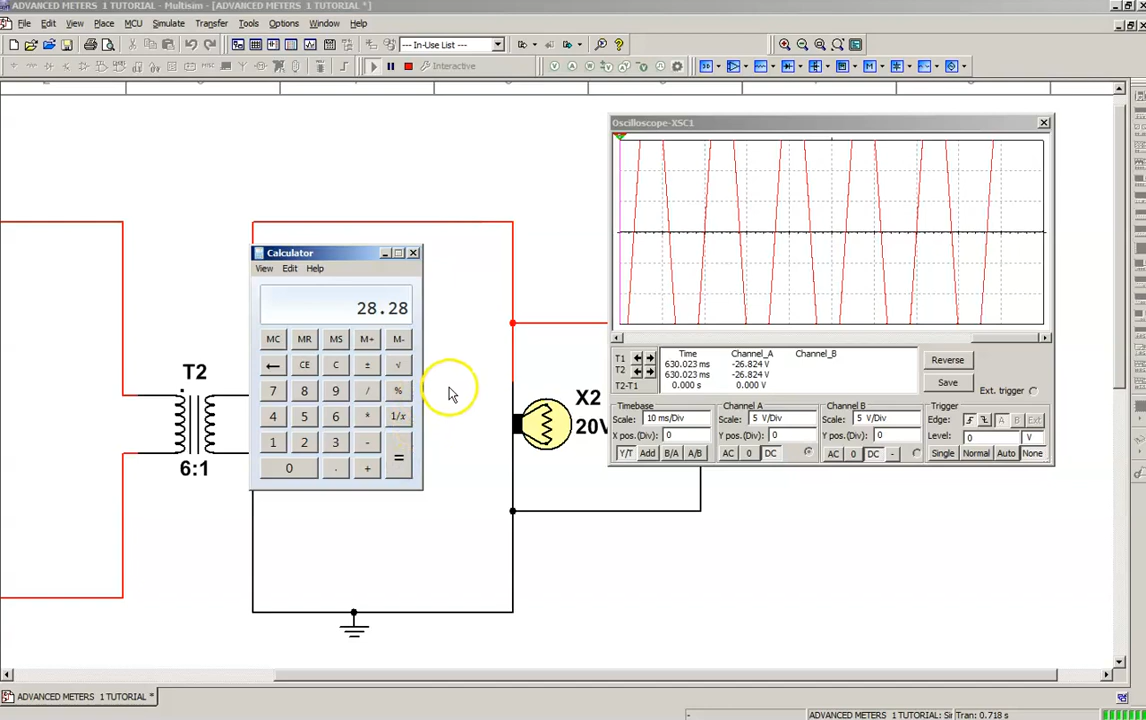 ADVANCED METERS 1 TUTORIAL - Multisim - [ADVANCED METERS 1 TUTORIAL * ]
File Edit View Place MCU Simulate Transfer Tools Options Window Help
--- In-Use List ---
Interactive
Oscilloscope-XSC1
Calculator
View Edit Help
28.28
MC MR MS M+ M-
← CE C ± √
7 8 9 / %
4 5 6 * 1/x
1 2 3 - =
0 . +
T2
6:1
X2
20V
Time Channel_A Channel_B
T1 630.023 ms -26.824 V
T2 630.023 ms -26.824 V
T2-T1 0.000 s 0.000 V
Reverse
Save
Ext. trigger
Timebase
Scale: 10 ms/Div
X pos.(Div): 0
Y/T Add B/A A/B
Channel A
Scale: 5 V/Div
Y pos.(Div): 0
AC 0 DC
Channel B
Scale: 5 V/Div
Y pos.(Div): 0
AC 0 DC -
Trigger
Edge: A B Ext
Level: 0 V
Single Normal Auto None
ADVANCED METERS 1 TUTORIAL *
- ADVANCED METERS 1 TUTORIAL: Sir Tran: 0.718 s